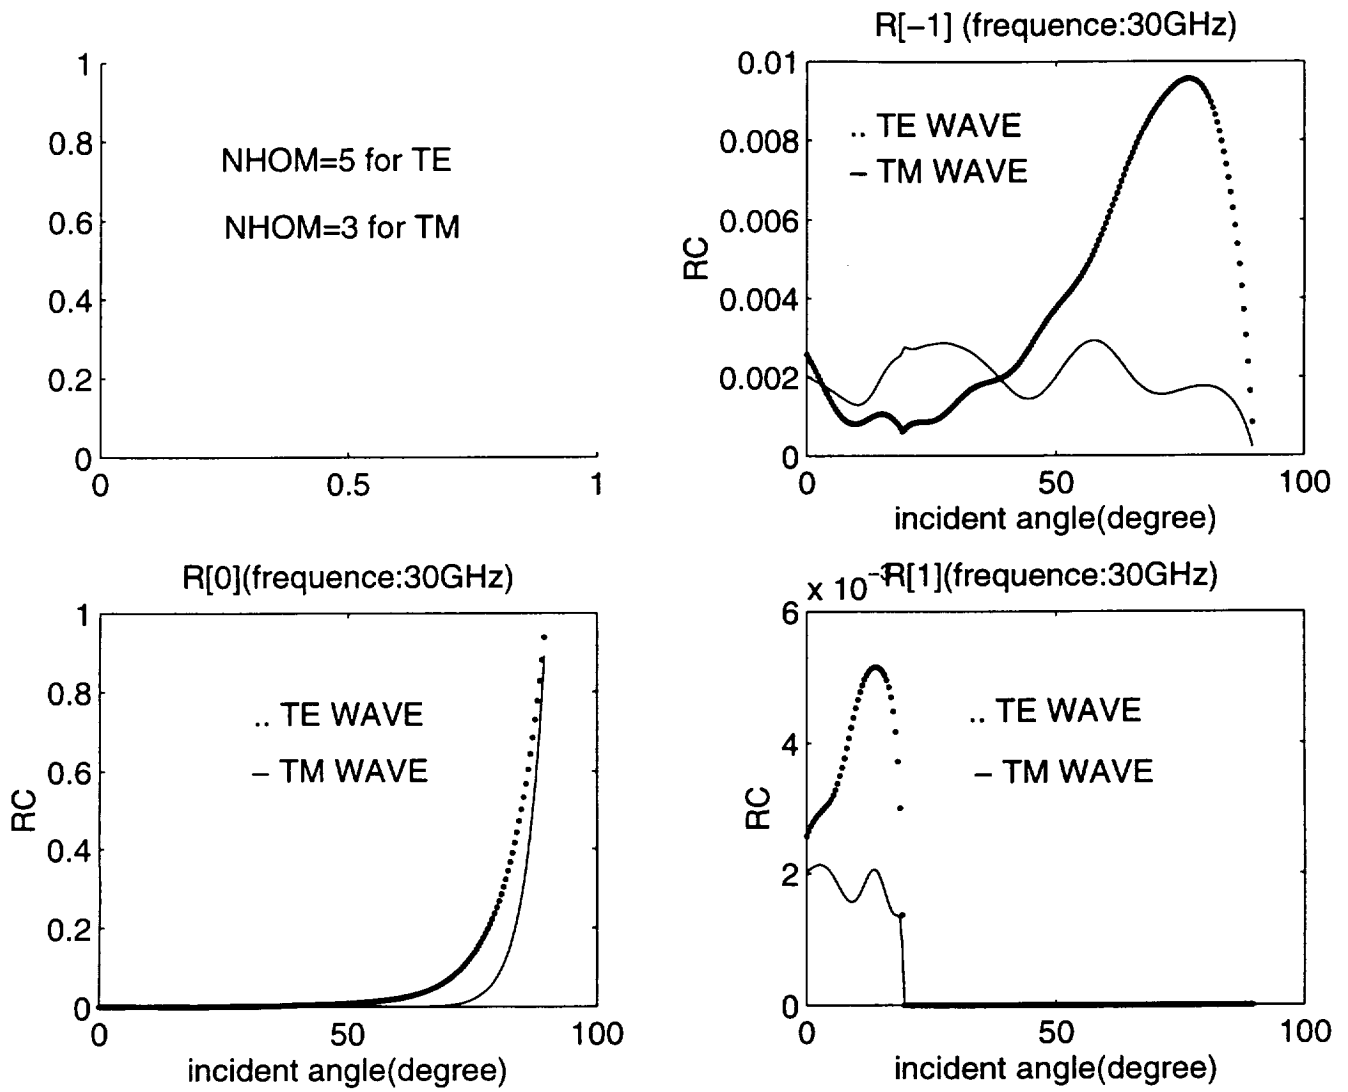 1
0.8
0.6
0.4
0.2
0
0
0.5
1
NHOM=5 for TE
NHOM=3 for TM
R[−1] (frequence:30GHz)
0.01
0.008
0.006
0.004
0.002
0
RC
.. TE WAVE
– TM WAVE
0
50
100
incident angle(degree)
R[0](frequence:30GHz)
1
0.8
0.6
0.4
0.2
0
RC
.. TE WAVE
– TM WAVE
0
50
100
incident angle(degree)
x 10⁻³
R[1](frequence:30GHz)
6
4
2
0
RC
.. TE WAVE
– TM WAVE
0
50
100
incident angle(degree)